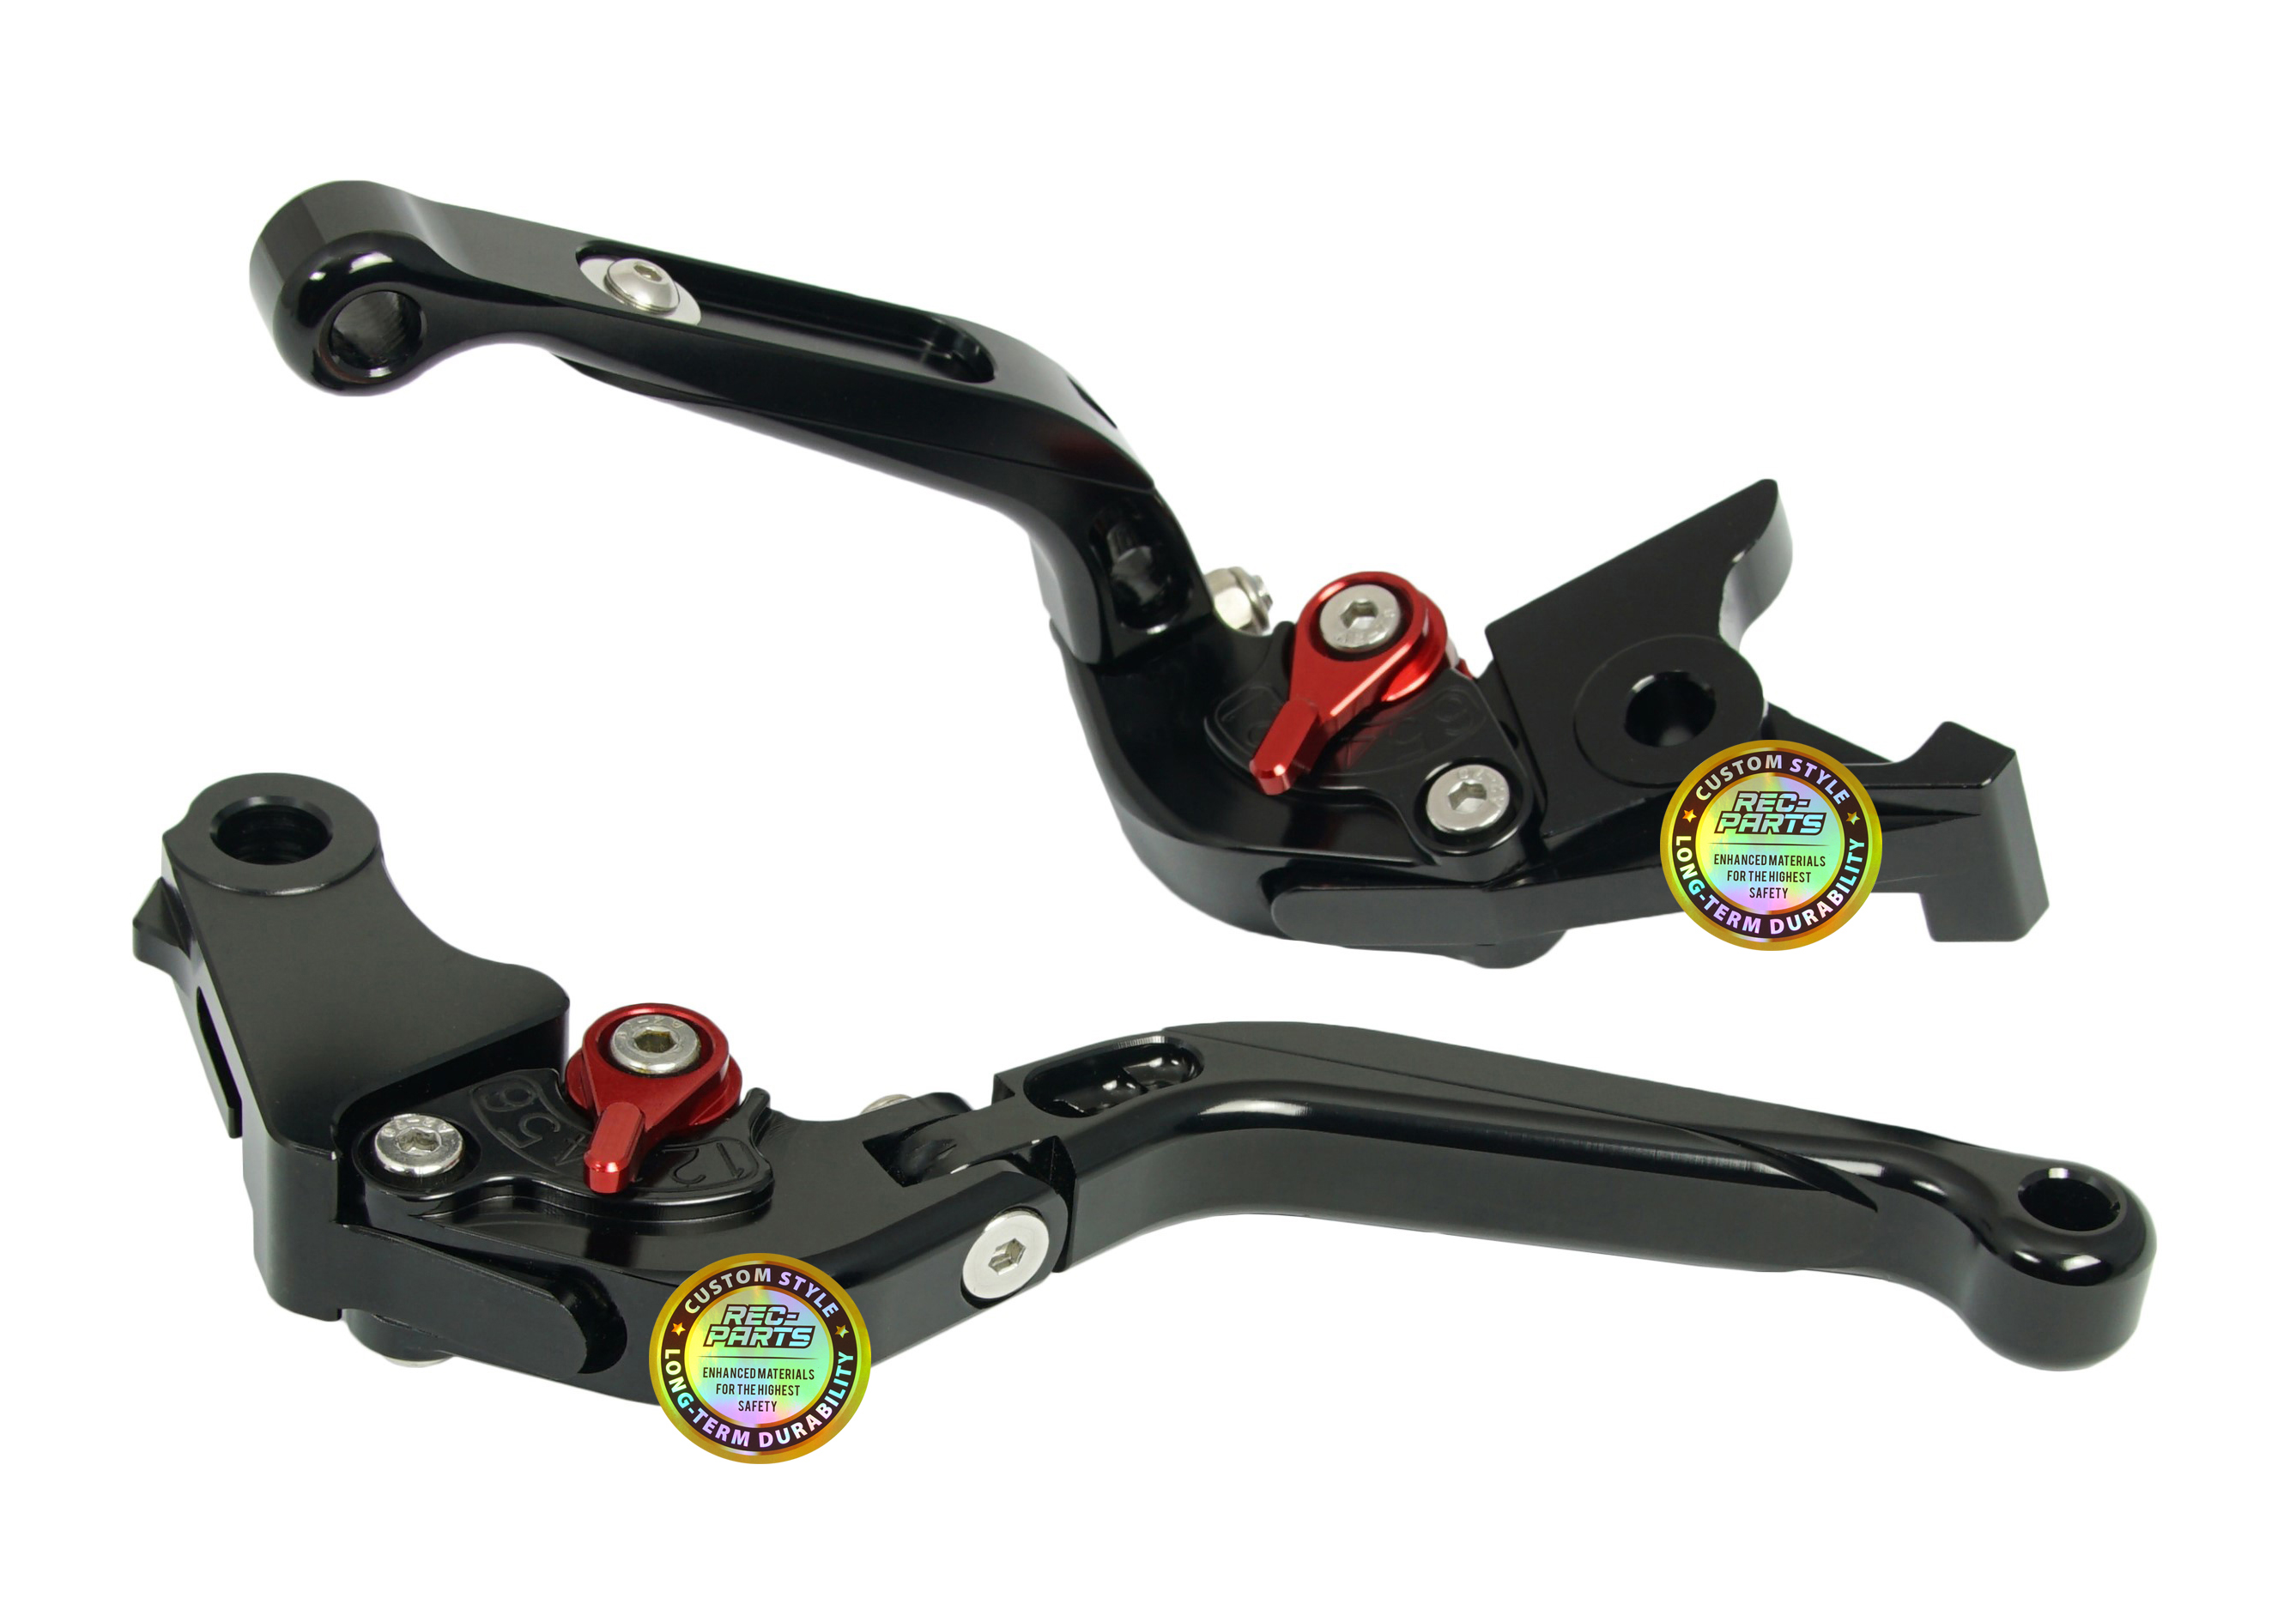 CUSTOM STYLE
REC-
PARTS
ENHANCED MATERIALS
FOR THE HIGHEST
SAFETY
LONG-TERM DURABILITY
1 2 4 5 6
CUSTOM STYLE
REC-
PARTS
ENHANCED MATERIALS
FOR THE HIGHEST
SAFETY
LONG-TERM DURABILITY